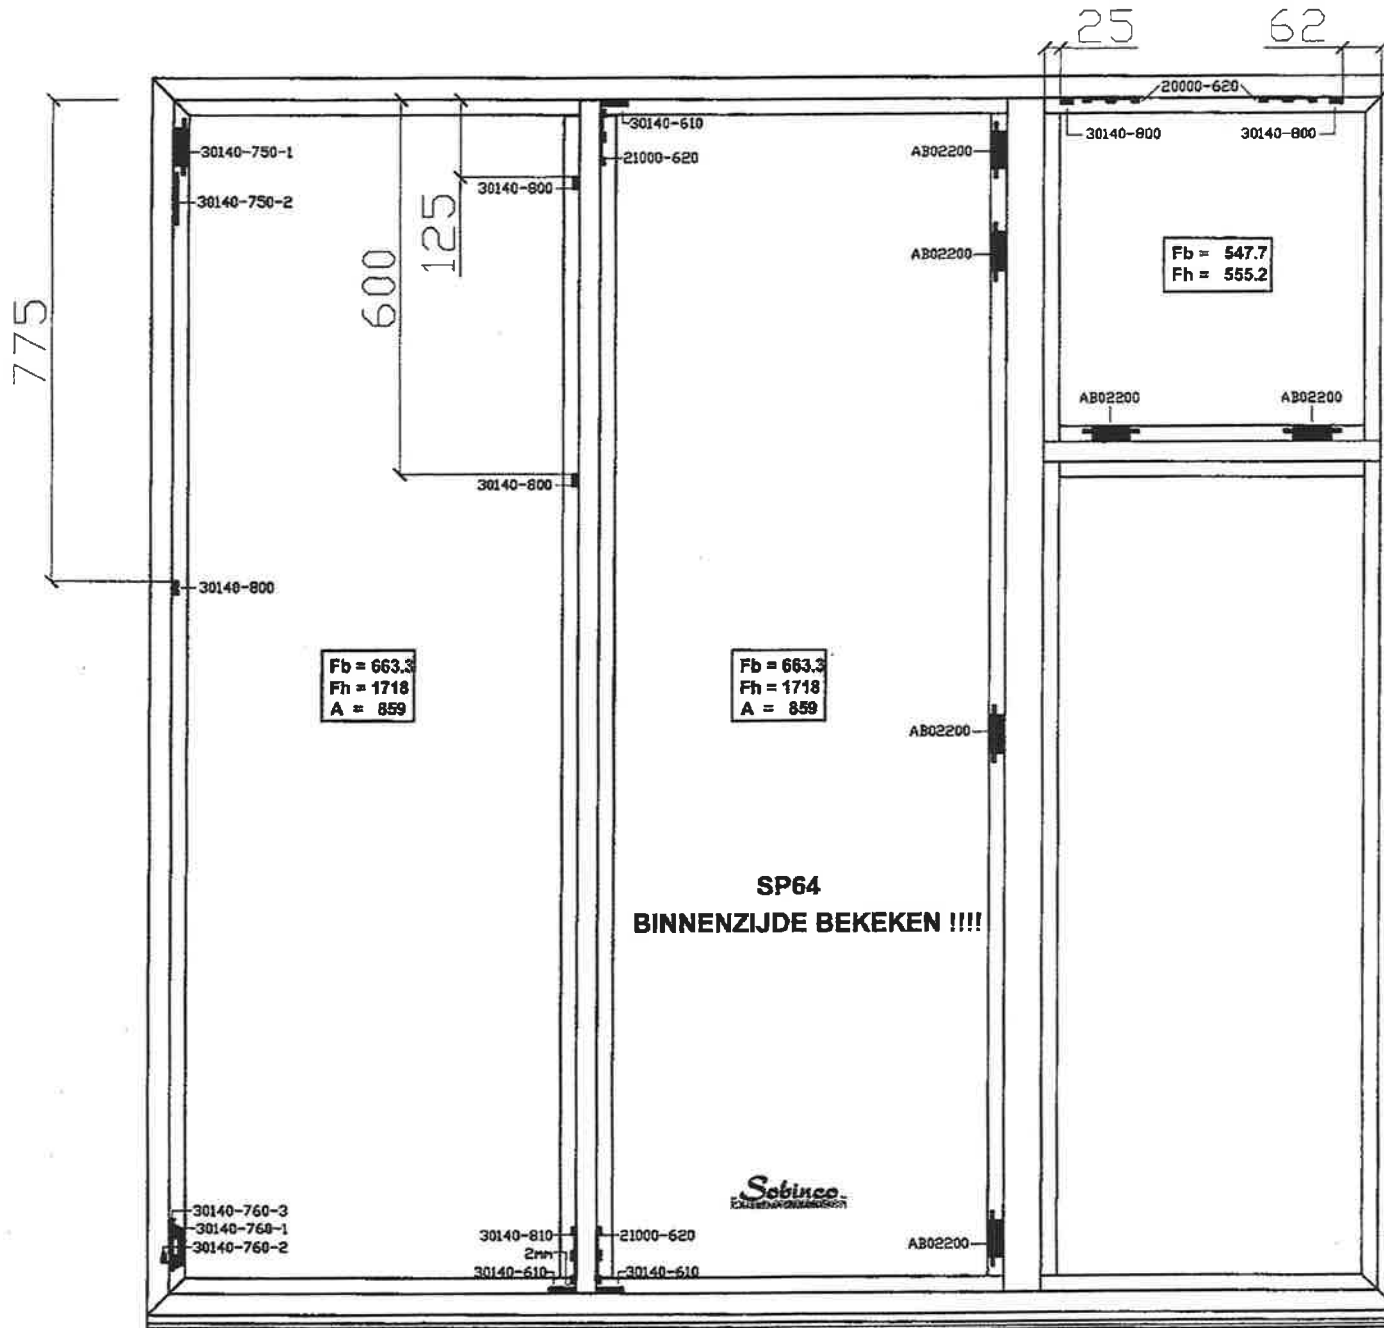 25
62
20000-620
30140-800
30140-800
30140-610
21000-620
30140-750-1
30140-750-2
AB02200
30140-800
125
AB02200
Fb = 547.7
Fh = 555.2
600
775
AB02200
AB02200
30140-800
30140-800
Fb = 663.3
Fh = 1718
A = 859
Fb = 663.3
Fh = 1718
A = 859
AB02200
SP64
BINNENZIJDE BEKEKEN !!!!
Sobinco
30140-760-3
30140-760-1
30140-760-2
30140-810
2mm
30140-610
21000-620
30140-610
AB02200